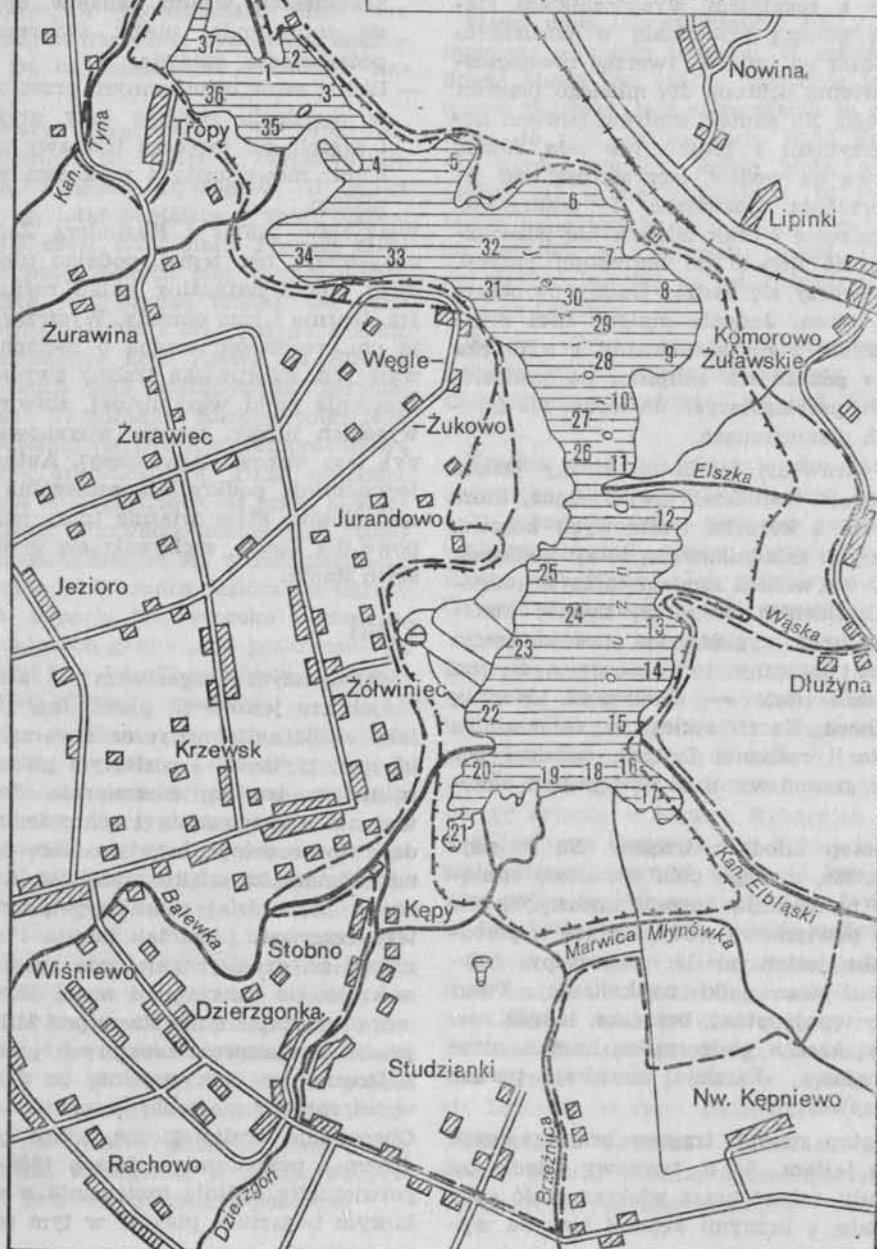 37
2
Nowina
1
36
3
Kan. Tyna
Tropy
35
4
5
6
Lipinki
32
34
33
7
31
30
8
29
Żurawina
Węgle-
Komorowo
Żuławskie
28
9
-Żukowo
10
27
Żurawiec
26
11
Elszka
Jurandowo
12
Jezioro
25
24
13
Wąska
23
14
Dłużyna
Żółwiniec
22
15
Krzewsk
20
19
18
16
17
21
Kan. Elbląski
Balewka
Kępy
Stobno
Marwica Młynówka
Wiśniewo
Dzierzgonka
Studzianki
Nw. Kępniewo
Rachowo
Dzierzgoń
Brzeźnica